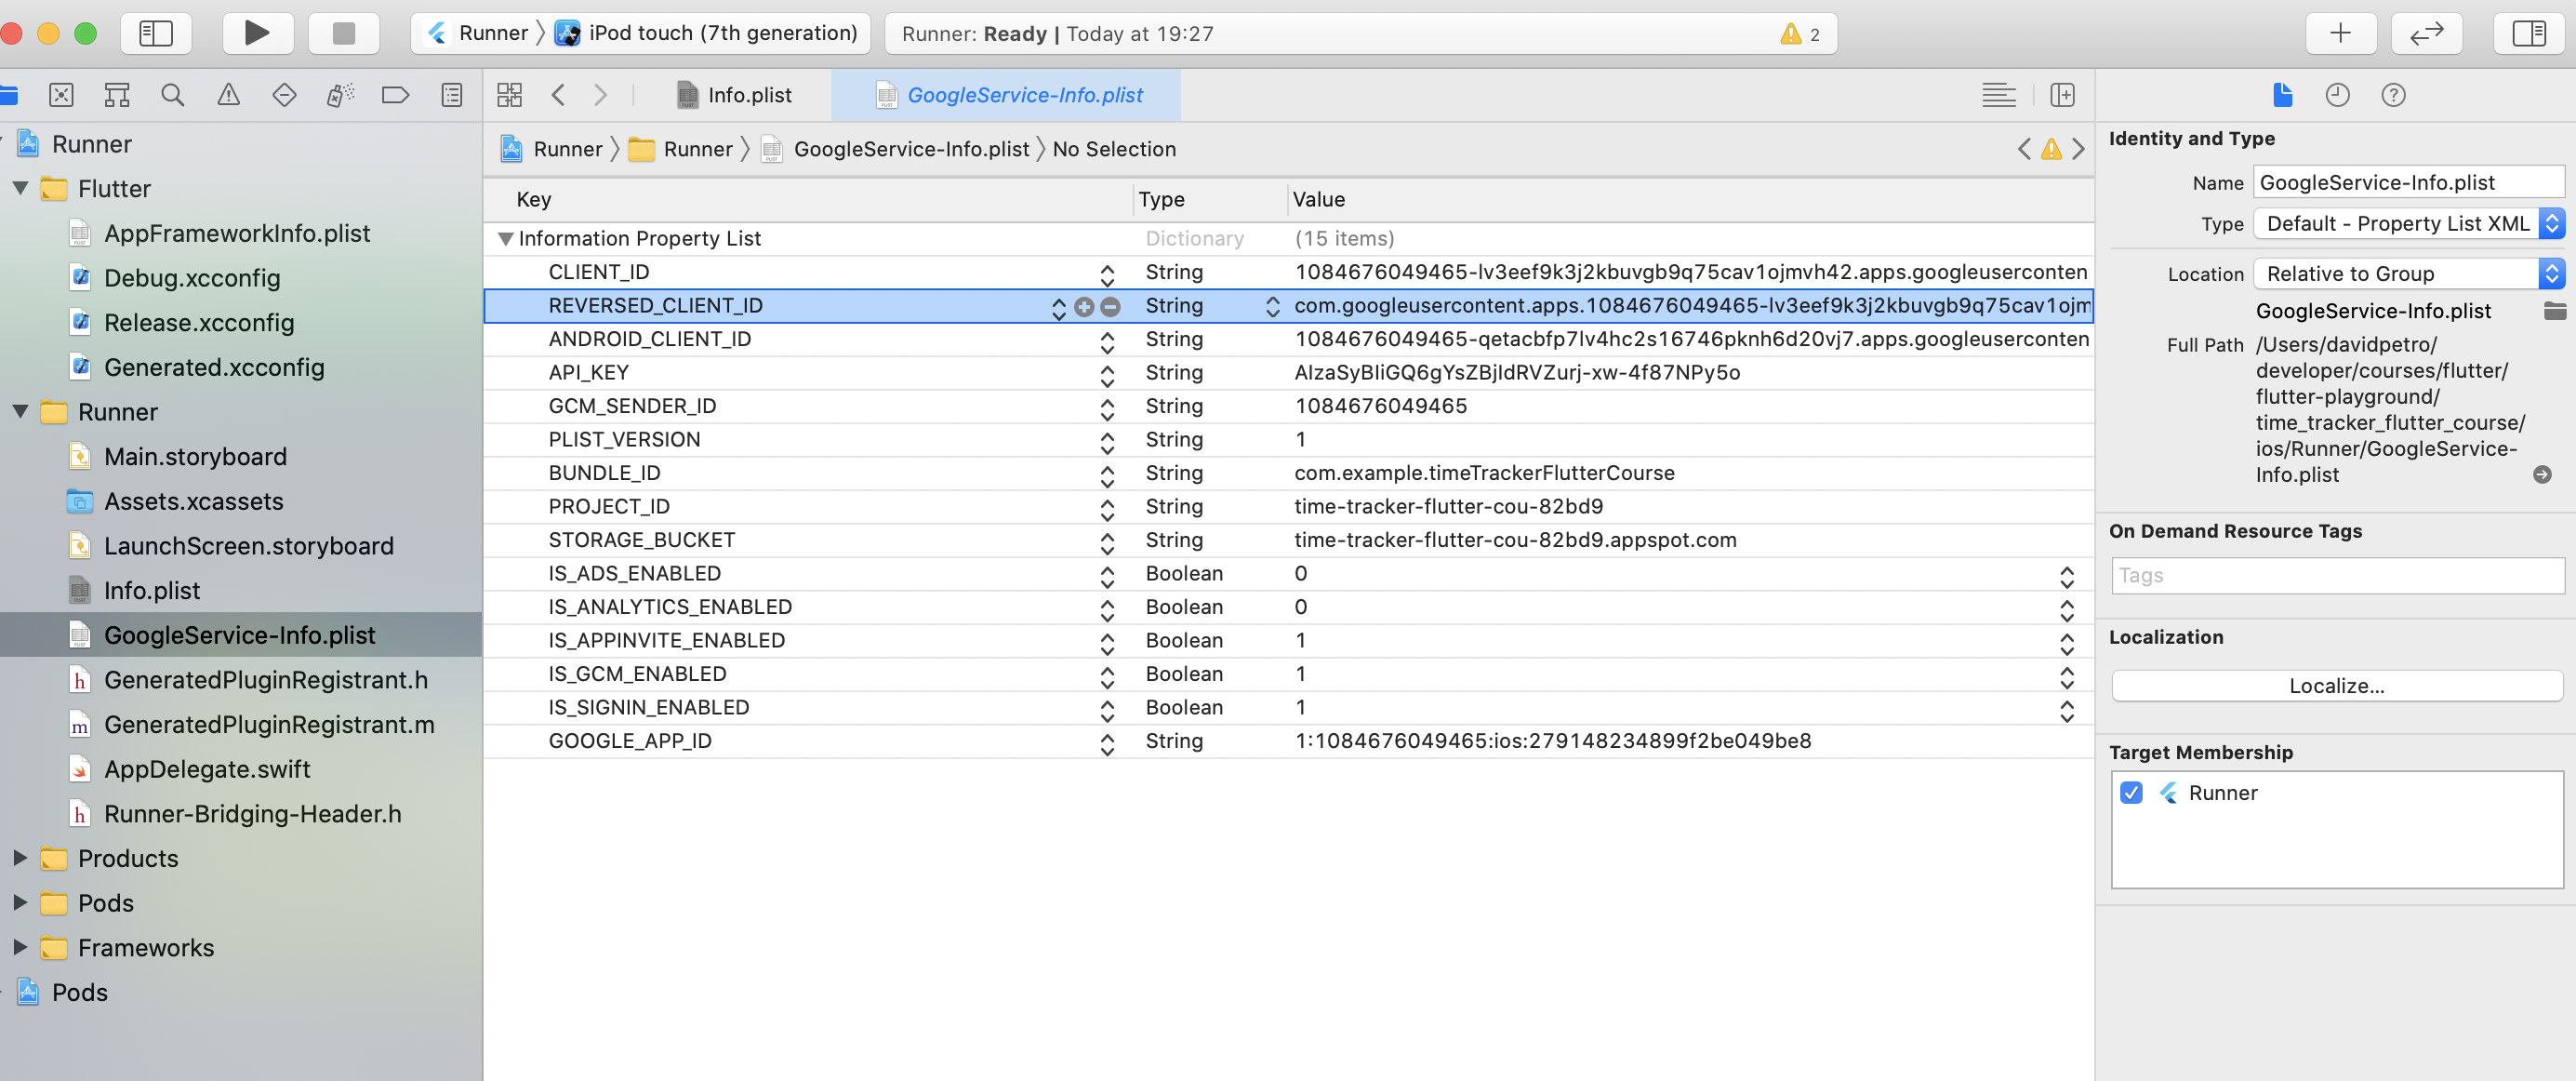 Runner iPod touch (7th generation)
Runner: Ready | Today at 19:27
2
Info.plist
GoogleService-Info.plist
Runner
Flutter
AppFrameworkInfo.plist
Debug.xcconfig
Release.xcconfig
Generated.xcconfig
Runner
Main.storyboard
Assets.xcassets
LaunchScreen.storyboard
Info.plist
GoogleService-Info.plist
GeneratedPluginRegistrant.h
GeneratedPluginRegistrant.m
AppDelegate.swift
Runner-Bridging-Header.h
Products
Pods
Frameworks
Pods
Runner Runner GoogleService-Info.plist No Selection
Key Type Value
Information Property List Dictionary (15 items)
CLIENT_ID String 1084676049465-lv3eef9k3j2kbuvgb9q75cav1ojmvh42.apps.googleuserconten
REVERSED_CLIENT_ID String com.googleusercontent.apps.1084676049465-lv3eef9k3j2kbuvgb9q75cav1ojm
ANDROID_CLIENT_ID String 1084676049465-qetacbfp7lv4hc2s16746pknh6d20vj7.apps.googleuserconten
API_KEY String
GCM_SENDER_ID String 1084676049465
PLIST_VERSION String 1
BUNDLE_ID String com.example.timeTrackerFlutterCourse
PROJECT_ID String time-tracker-flutter-cou-82bd9
STORAGE_BUCKET String time-tracker-flutter-cou-82bd9.appspot.com
IS_ADS_ENABLED Boolean 0
IS_ANALYTICS_ENABLED Boolean 0
IS_APPINVITE_ENABLED Boolean 1
IS_GCM_ENABLED Boolean 1
IS_SIGNIN_ENABLED Boolean 1
GOOGLE_APP_ID String 1:1084676049465:ios:279148234899f2be049be8
Identity and Type
Name GoogleService-Info.plist
Type Default - Property List XML
Location Relative to Group
GoogleService-Info.plist
Full Path /Users/davidpetro/
developer/courses/flutter/
flutter-playground/
time_tracker_flutter_course/
ios/Runner/GoogleService-
Info.plist
On Demand Resource Tags
Tags
Localization
Localize...
Target Membership
Runner